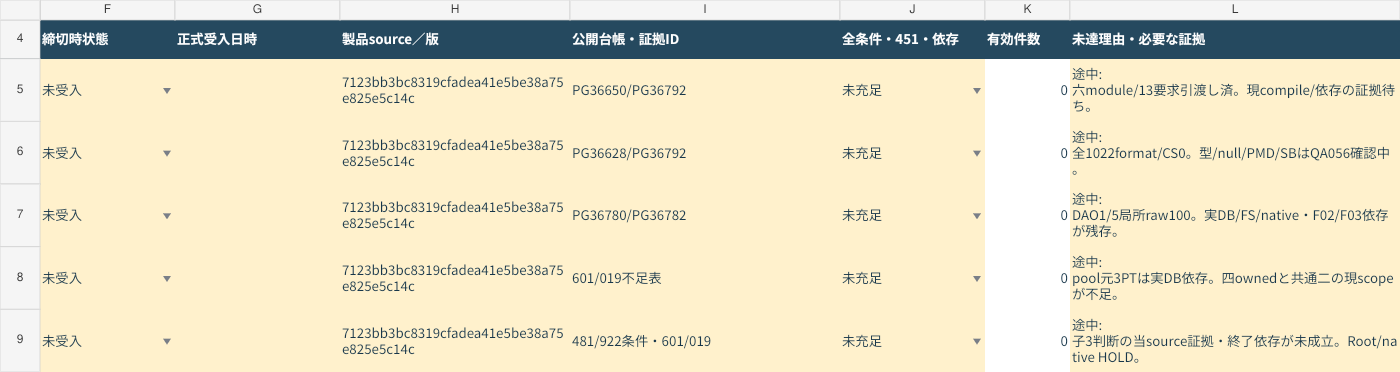 F G H I J K L
4 締切時状態 正式受入日時 製品source／版 公開台帳・証拠ID 全条件・451・依存 有効件数 未達理由・必要な証拠
5 未受入 7123bb3bc8319cfadea41e5be38a75 PG36650/PG36792 未充足 0 途中:
e825e5c14c 六module/13要求引渡し済。現compile/依存の証拠待
ち。
6 未受入 7123bb3bc8319cfadea41e5be38a75 PG36628/PG36792 未充足 0 途中:
e825e5c14c 全1022format/CS0。型/null/PMD/SBはQA056確認中
。
7 未受入 7123bb3bc8319cfadea41e5be38a75 PG36780/PG36782 未充足 0 途中:
e825e5c14c DAO1/5局所raw100。実DB/FS/native・F02/F03依存
が残存。
8 未受入 7123bb3bc8319cfadea41e5be38a75 601/019不足表 未充足 0 途中:
e825e5c14c pool元3PTは実DB依存。四ownedと共通二の現scope
が不足。
9 未受入 7123bb3bc8319cfadea41e5be38a75 481/922条件・601/019 未充足 0 途中:
e825e5c14c 子3判断の当source証拠・終了依存が未成立。Root/na
tive HOLD。